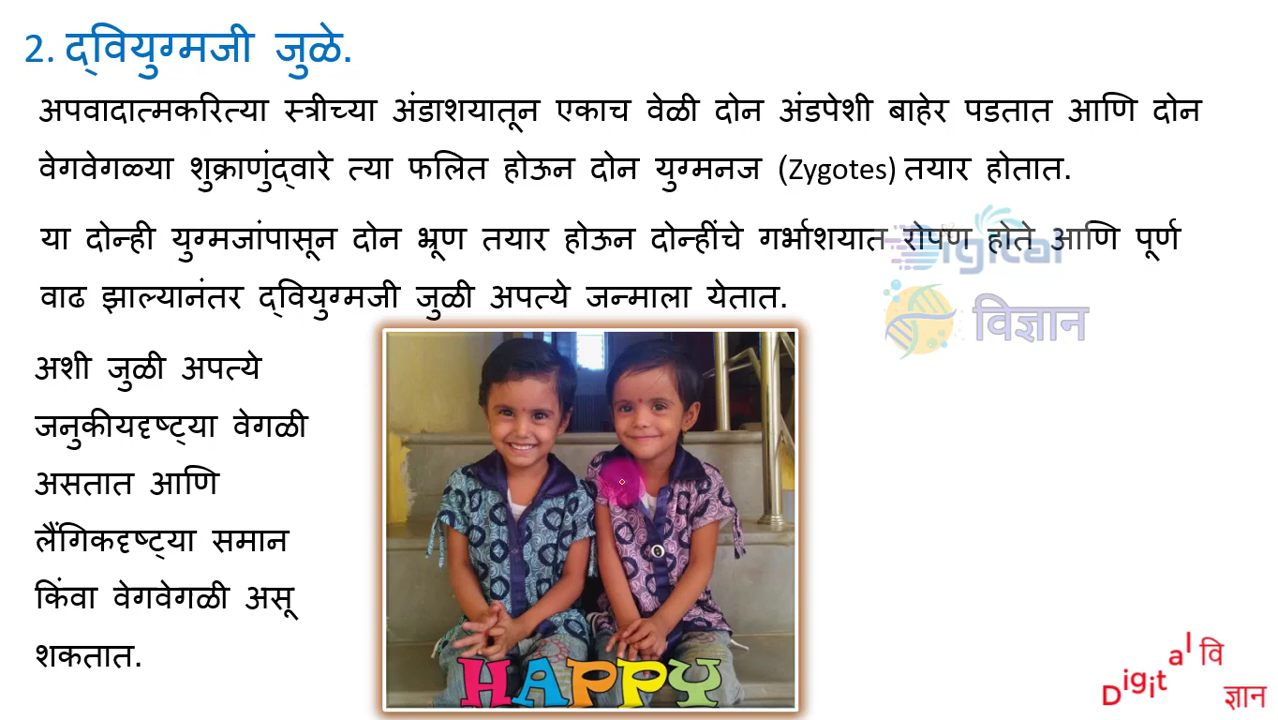 2. द्वियुग्मजी जुळे.
अपवादात्मकरित्या स्त्रीच्या अंडाशयातून एकाच वेळी दोन अंडपेशी बाहेर पडतात आणि दोन
वेगवेगळ्या शुक्राणुंद्वारे त्या फलित होऊन दोन युग्मनज (Zygotes) तयार होतात.
या दोन्ही युग्मजांपासून दोन भ्रूण तयार होऊन दोन्हींचे गर्भाशयात रोपण होते आणि पूर्ण
वाढ झाल्यानंतर द्वियुग्मजी जुळी अपत्ये जन्माला येतात.
Digital
विज्ञान
अशी जुळी अपत्ये
जनुकीयदृष्ट्या वेगळी
असतात आणि
लैंगिकदृष्ट्या समान
किंवा वेगवेगळी असू
शकतात.
HAPPY
Digital वि
ज्ञान